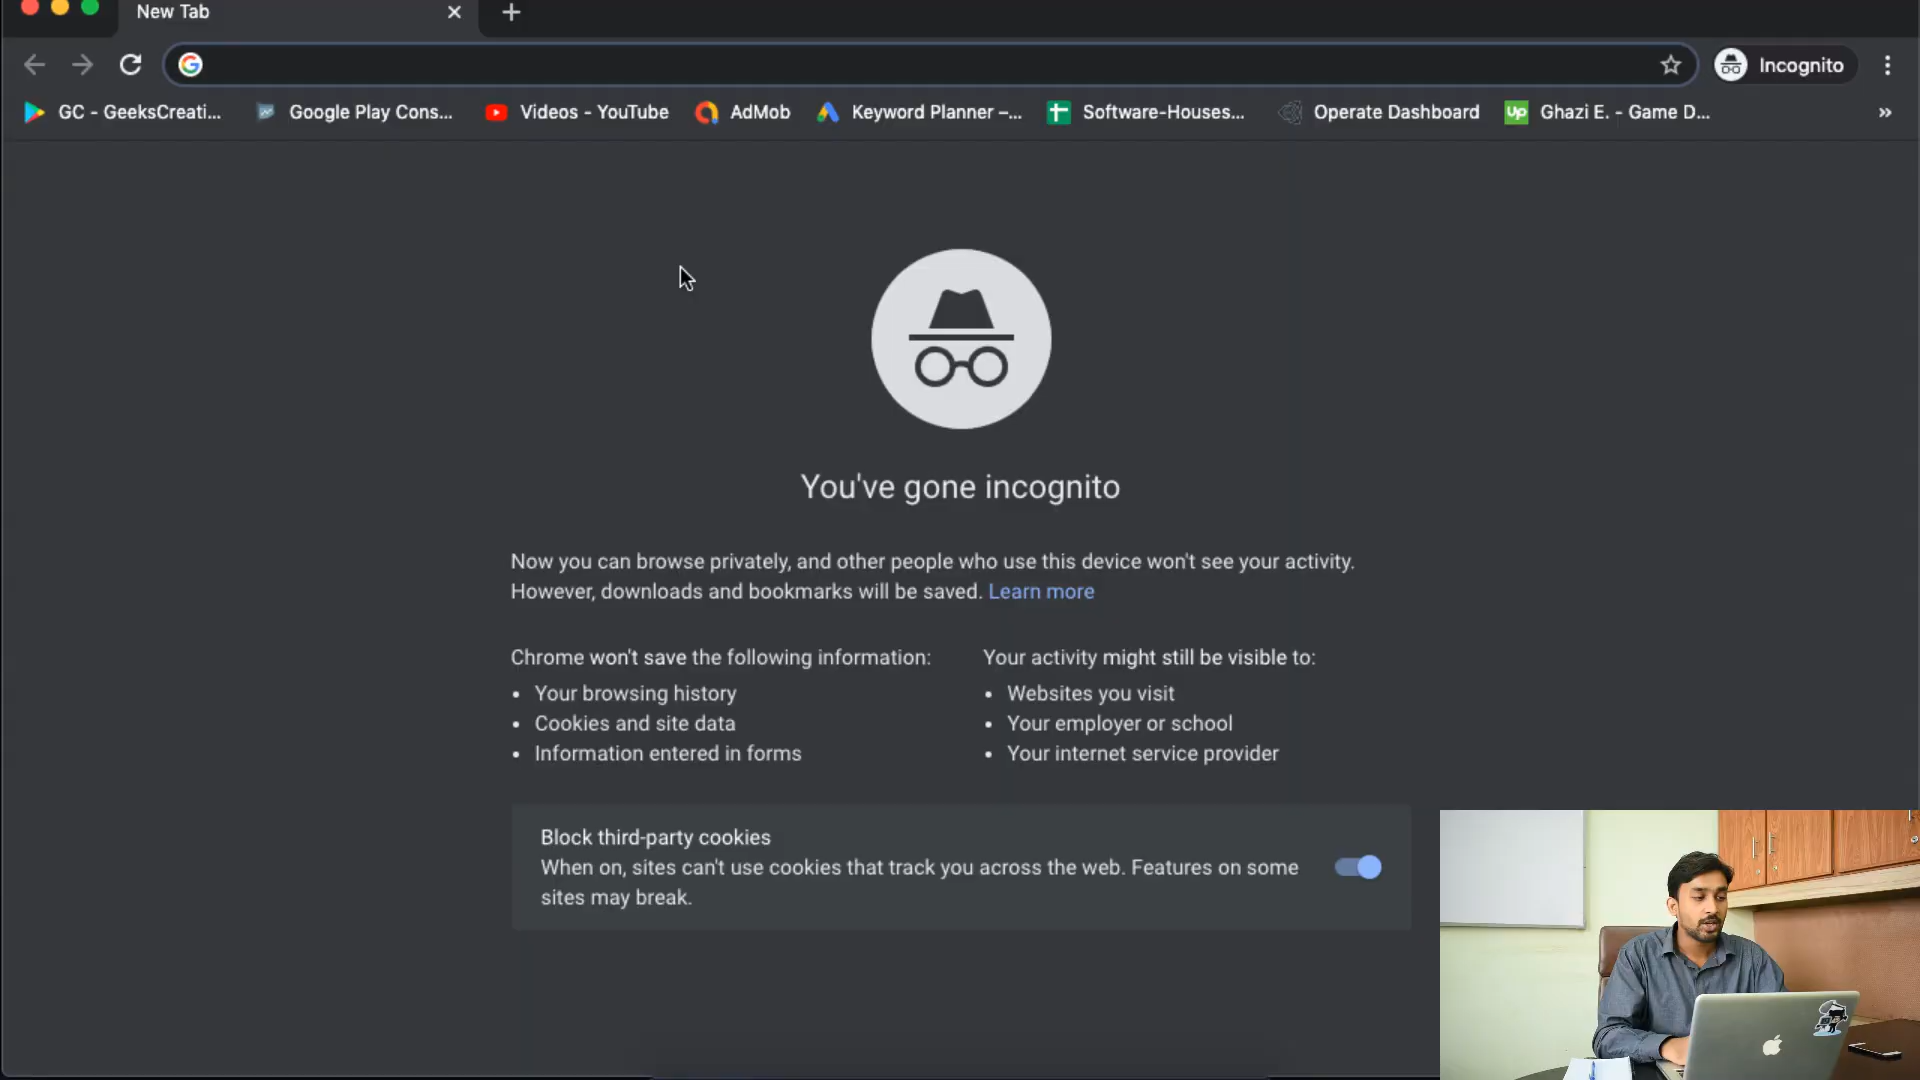 New Tab
Incognito
GC - GeeksCreati...
Google Play Cons...
Videos - YouTube
AdMob
Keyword Planner –...
Software-Houses...
Operate Dashboard
Up
Ghazi E. - Game D...
»
You've gone incognito
Now you can browse privately, and other people who use this device won't see your activity.
However, downloads and bookmarks will be saved. Learn more
Chrome won't save the following information:
• Your browsing history
• Cookies and site data
• Information entered in forms
Your activity might still be visible to:
• Websites you visit
• Your employer or school
• Your internet service provider
Block third-party cookies
When on, sites can't use cookies that track you across the web. Features on some
sites may break.